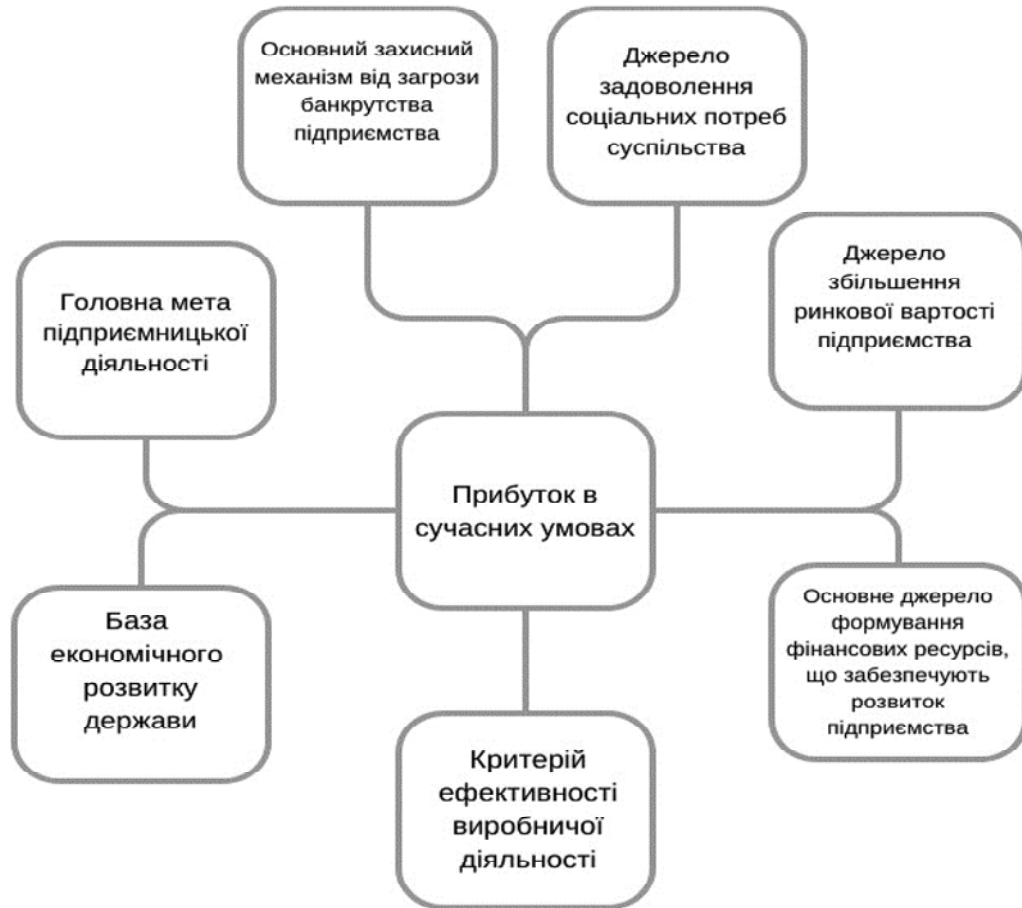 Основний захисний
механізм від загрози
банкрутства
підприємства
Джерело
задоволення
соціальних потреб
суспільства
Головна мета
підприємницької
діяльності
Джерело
збільшення
ринкової вартості
підприємства
Прибуток в
сучасних умовах
База
економічного
розвитку
держави
Основне джерело
формування
фінансових ресурсів,
що забезпечують
розвиток
підприємства
Критерій
ефективності
виробничої
діяльності